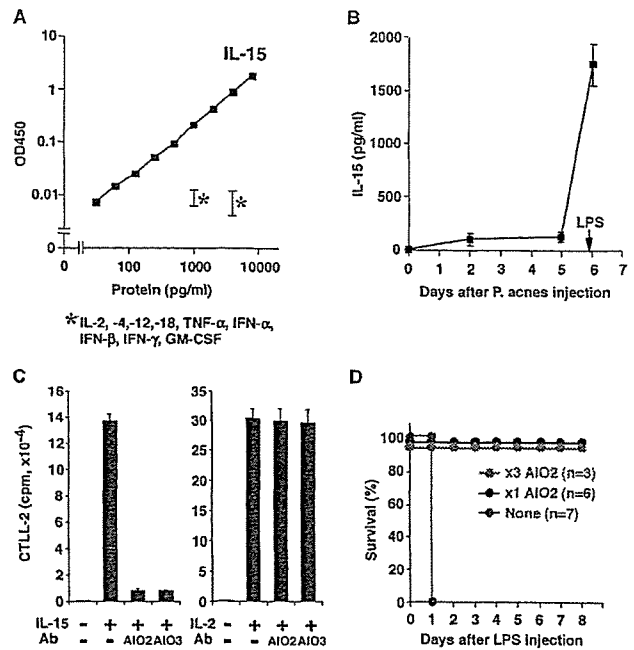 A
IL-15
OD450
1
0.1
0.01
0
* *
0 100 1000 10000
Protein (pg/ml)
*IL-2, -4,-12,-18, TNF-α, IFN-α,
IFN-β, IFN-γ, GM-CSF
B
IL-15 (pg/ml)
2000
1500
1000
500
0
LPS
0 1 2 3 4 5 6 7
Days after P. acnes injection
C
CTLL-2 (cpm, x10-4)
16
14
12
10
8
6
4
2
0
IL-15 - + + +
Ab - - AIO2 AIO3
35
30
25
20
15
10
5
0
IL-2 - + + +
Ab - - AIO2 AIO3
D
Survival (%)
100
80
60
40
20
0
x3 AIO2 (n=3)
x1 AIO2 (n=6)
None (n=7)
0 1 2 3 4 5 6 7 8
Days after LPS injection